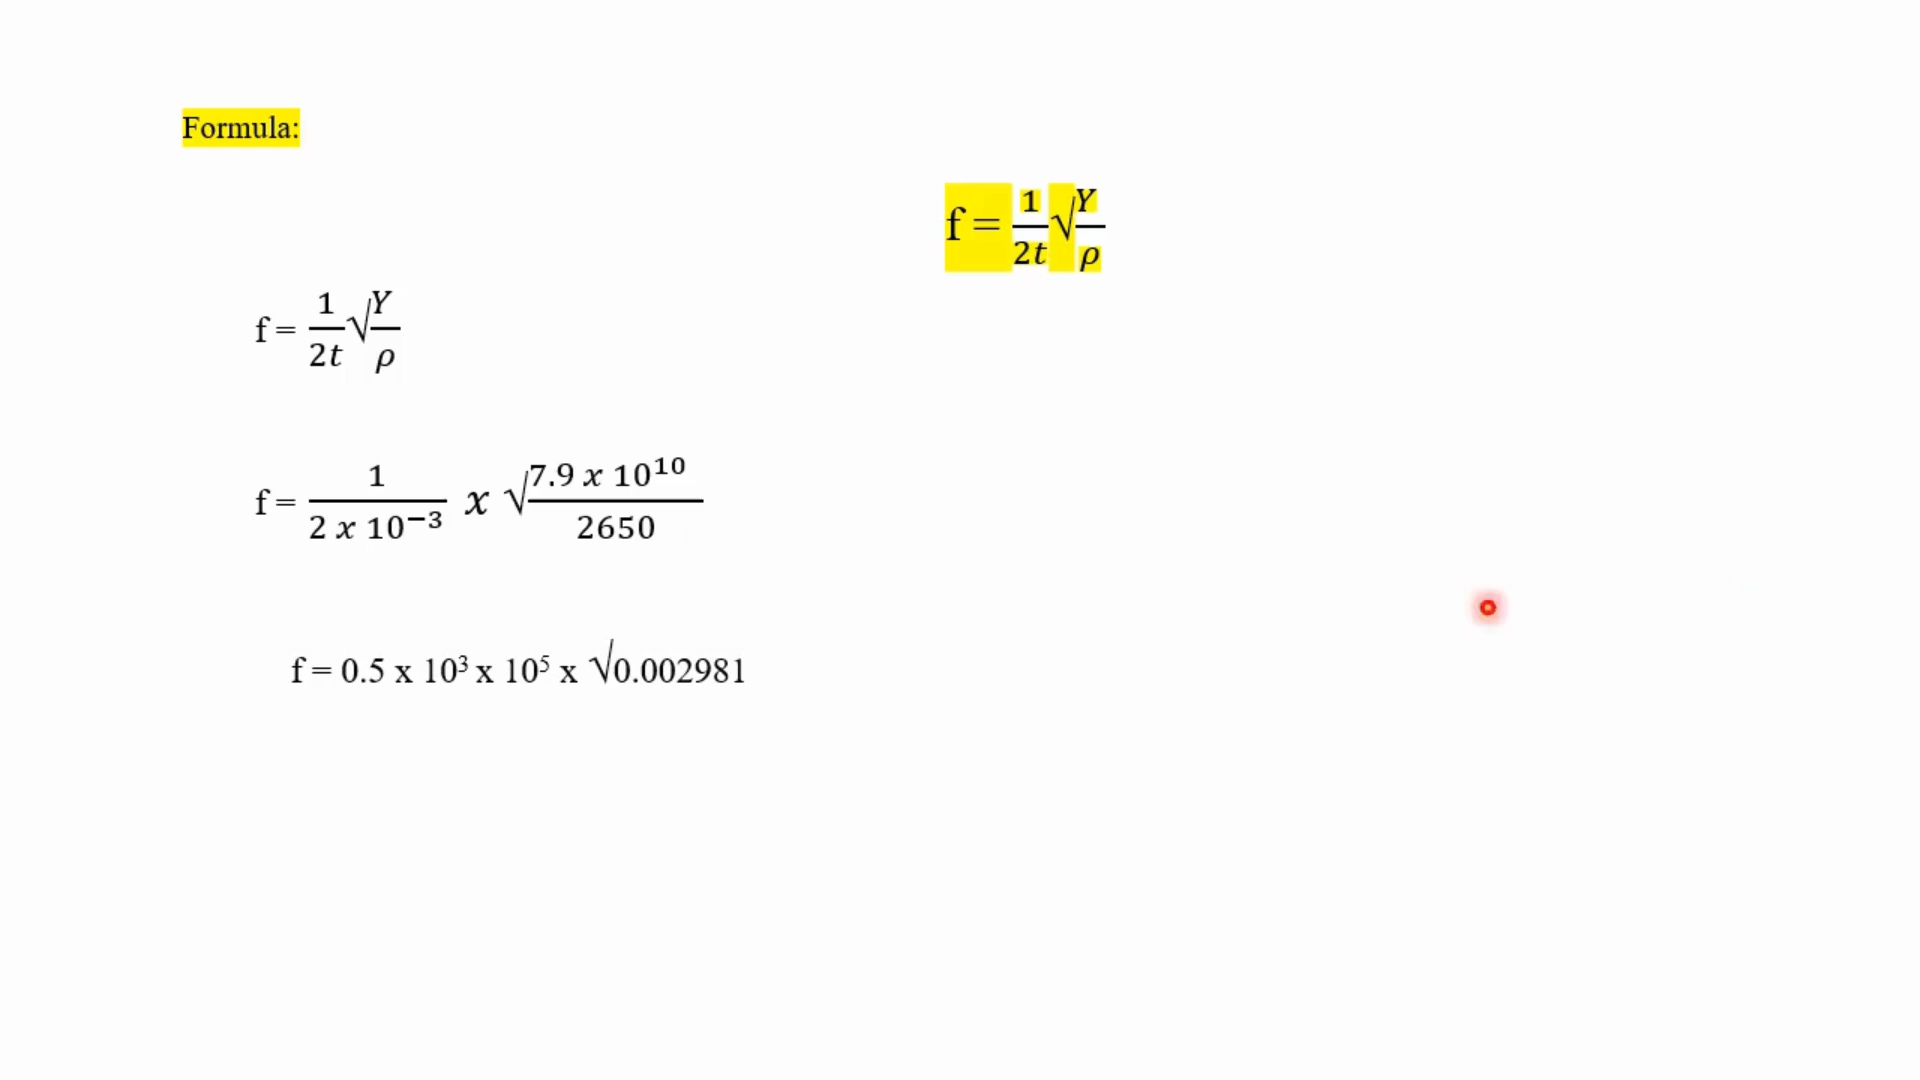 Formula:
f = 1/2t √Y/ρ
f = 1/2t √Y/ρ
f = 1/2 x 10⁻³ x √7.9 x 10¹⁰/2650
f = 0.5 x 10³ x 10⁵ x √0.002981